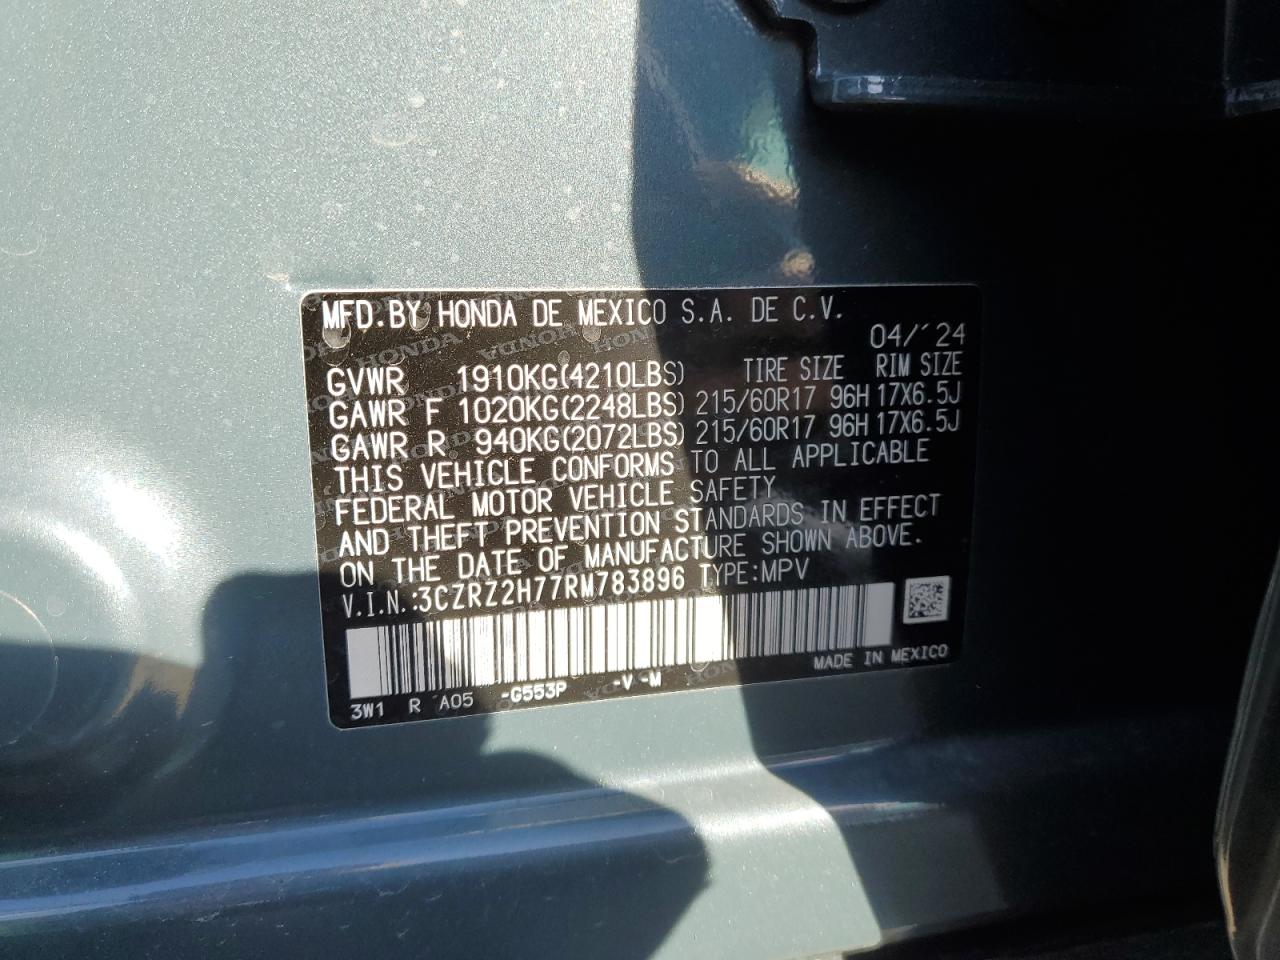 MFD.BY HONDA DE MEXICO S.A. DE C.V.
04/'24
GVWR 1910KG(4210LBS) TIRE SIZE RIM SIZE
GAWR F 1020KG(2248LBS) 215/60R17 96H 17X6.5J
GAWR R 940KG(2072LBS) 215/60R17 96H 17X6.5J
THIS VEHICLE CONFORMS TO ALL APPLICABLE
FEDERAL MOTOR VEHICLE SAFETY
AND THEFT PREVENTION STANDARDS IN EFFECT
ON THE DATE OF MANUFACTURE SHOWN ABOVE.
V.I.N.:3CZRZ2H77RM783896 TYPE:MPV
MADE IN MEXICO
3W1 R A05 -G553P -V -M